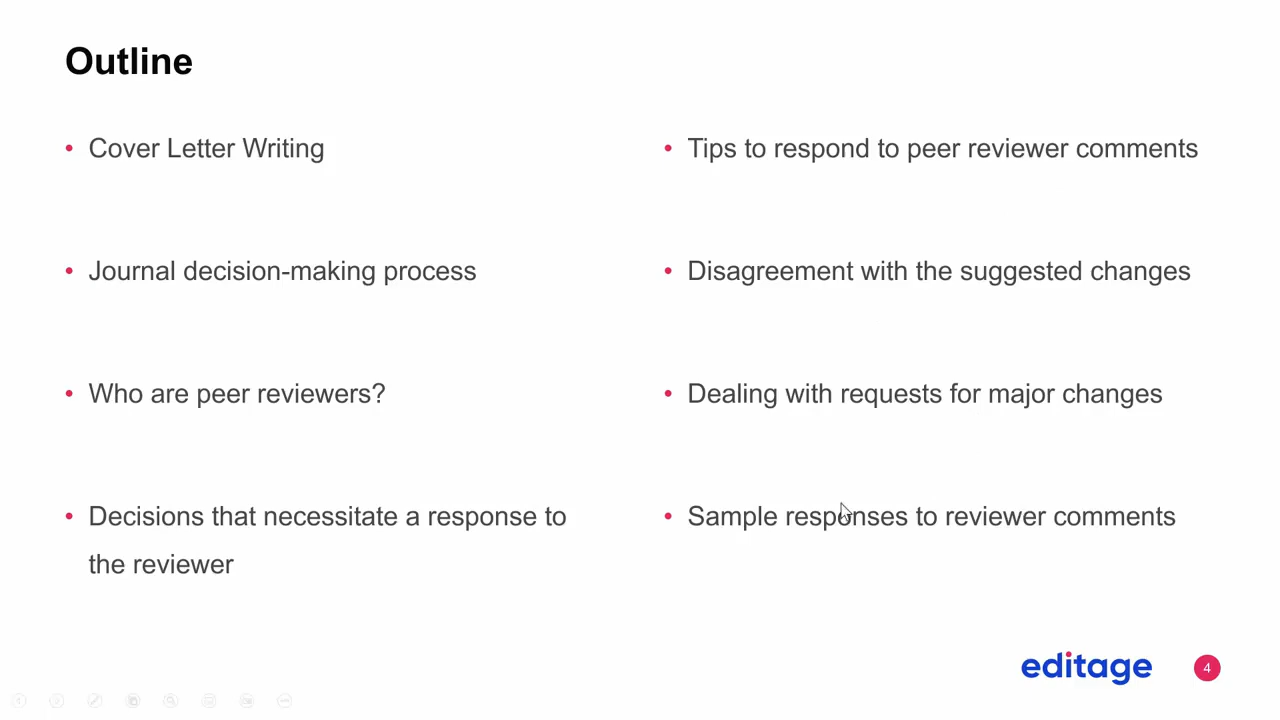 Outline
• Cover Letter Writing
• Journal decision-making process
• Who are peer reviewers?
• Decisions that necessitate a response to
the reviewer
• Tips to respond to peer reviewer comments
• Disagreement with the suggested changes
• Dealing with requests for major changes
• Sample responses to reviewer comments
editage
4